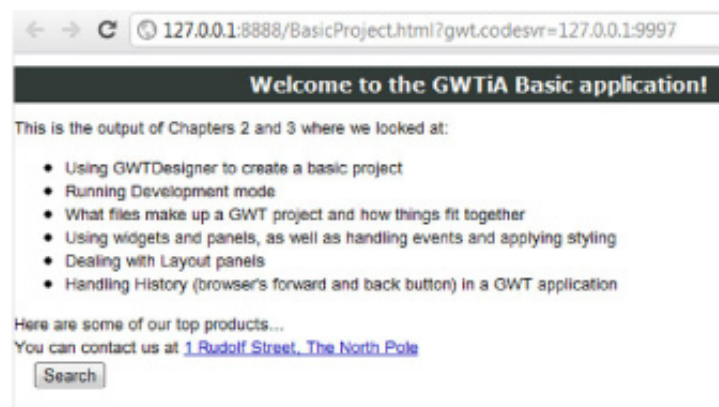 127.0.0.1:8888/BasicProject.html?gwt.codesvr=127.0.0.1:9997
Welcome to the GWTiA Basic application!
This is the output of Chapters 2 and 3 where we looked at:
• Using GWTDesigner to create a basic project
• Running Development mode
• What files make up a GWT project and how things fit together
• Using widgets and panels, as well as handling events and applying styling
• Dealing with Layout panels
• Handling History (browser's forward and back button) in a GWT application
Here are some of our top products...
You can contact us at 1 Rudolf Street, The North Pole
Search